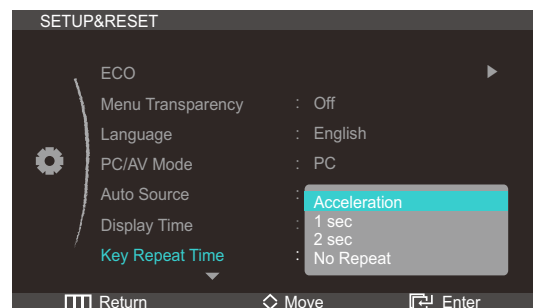 SETUP&RESET
ECO
Menu Transparency : Off
Language : English
PC/AV Mode : PC
Auto Source :
Display Time :
Key Repeat Time :
Acceleration
1 sec
2 sec
No Repeat
Return Move Enter